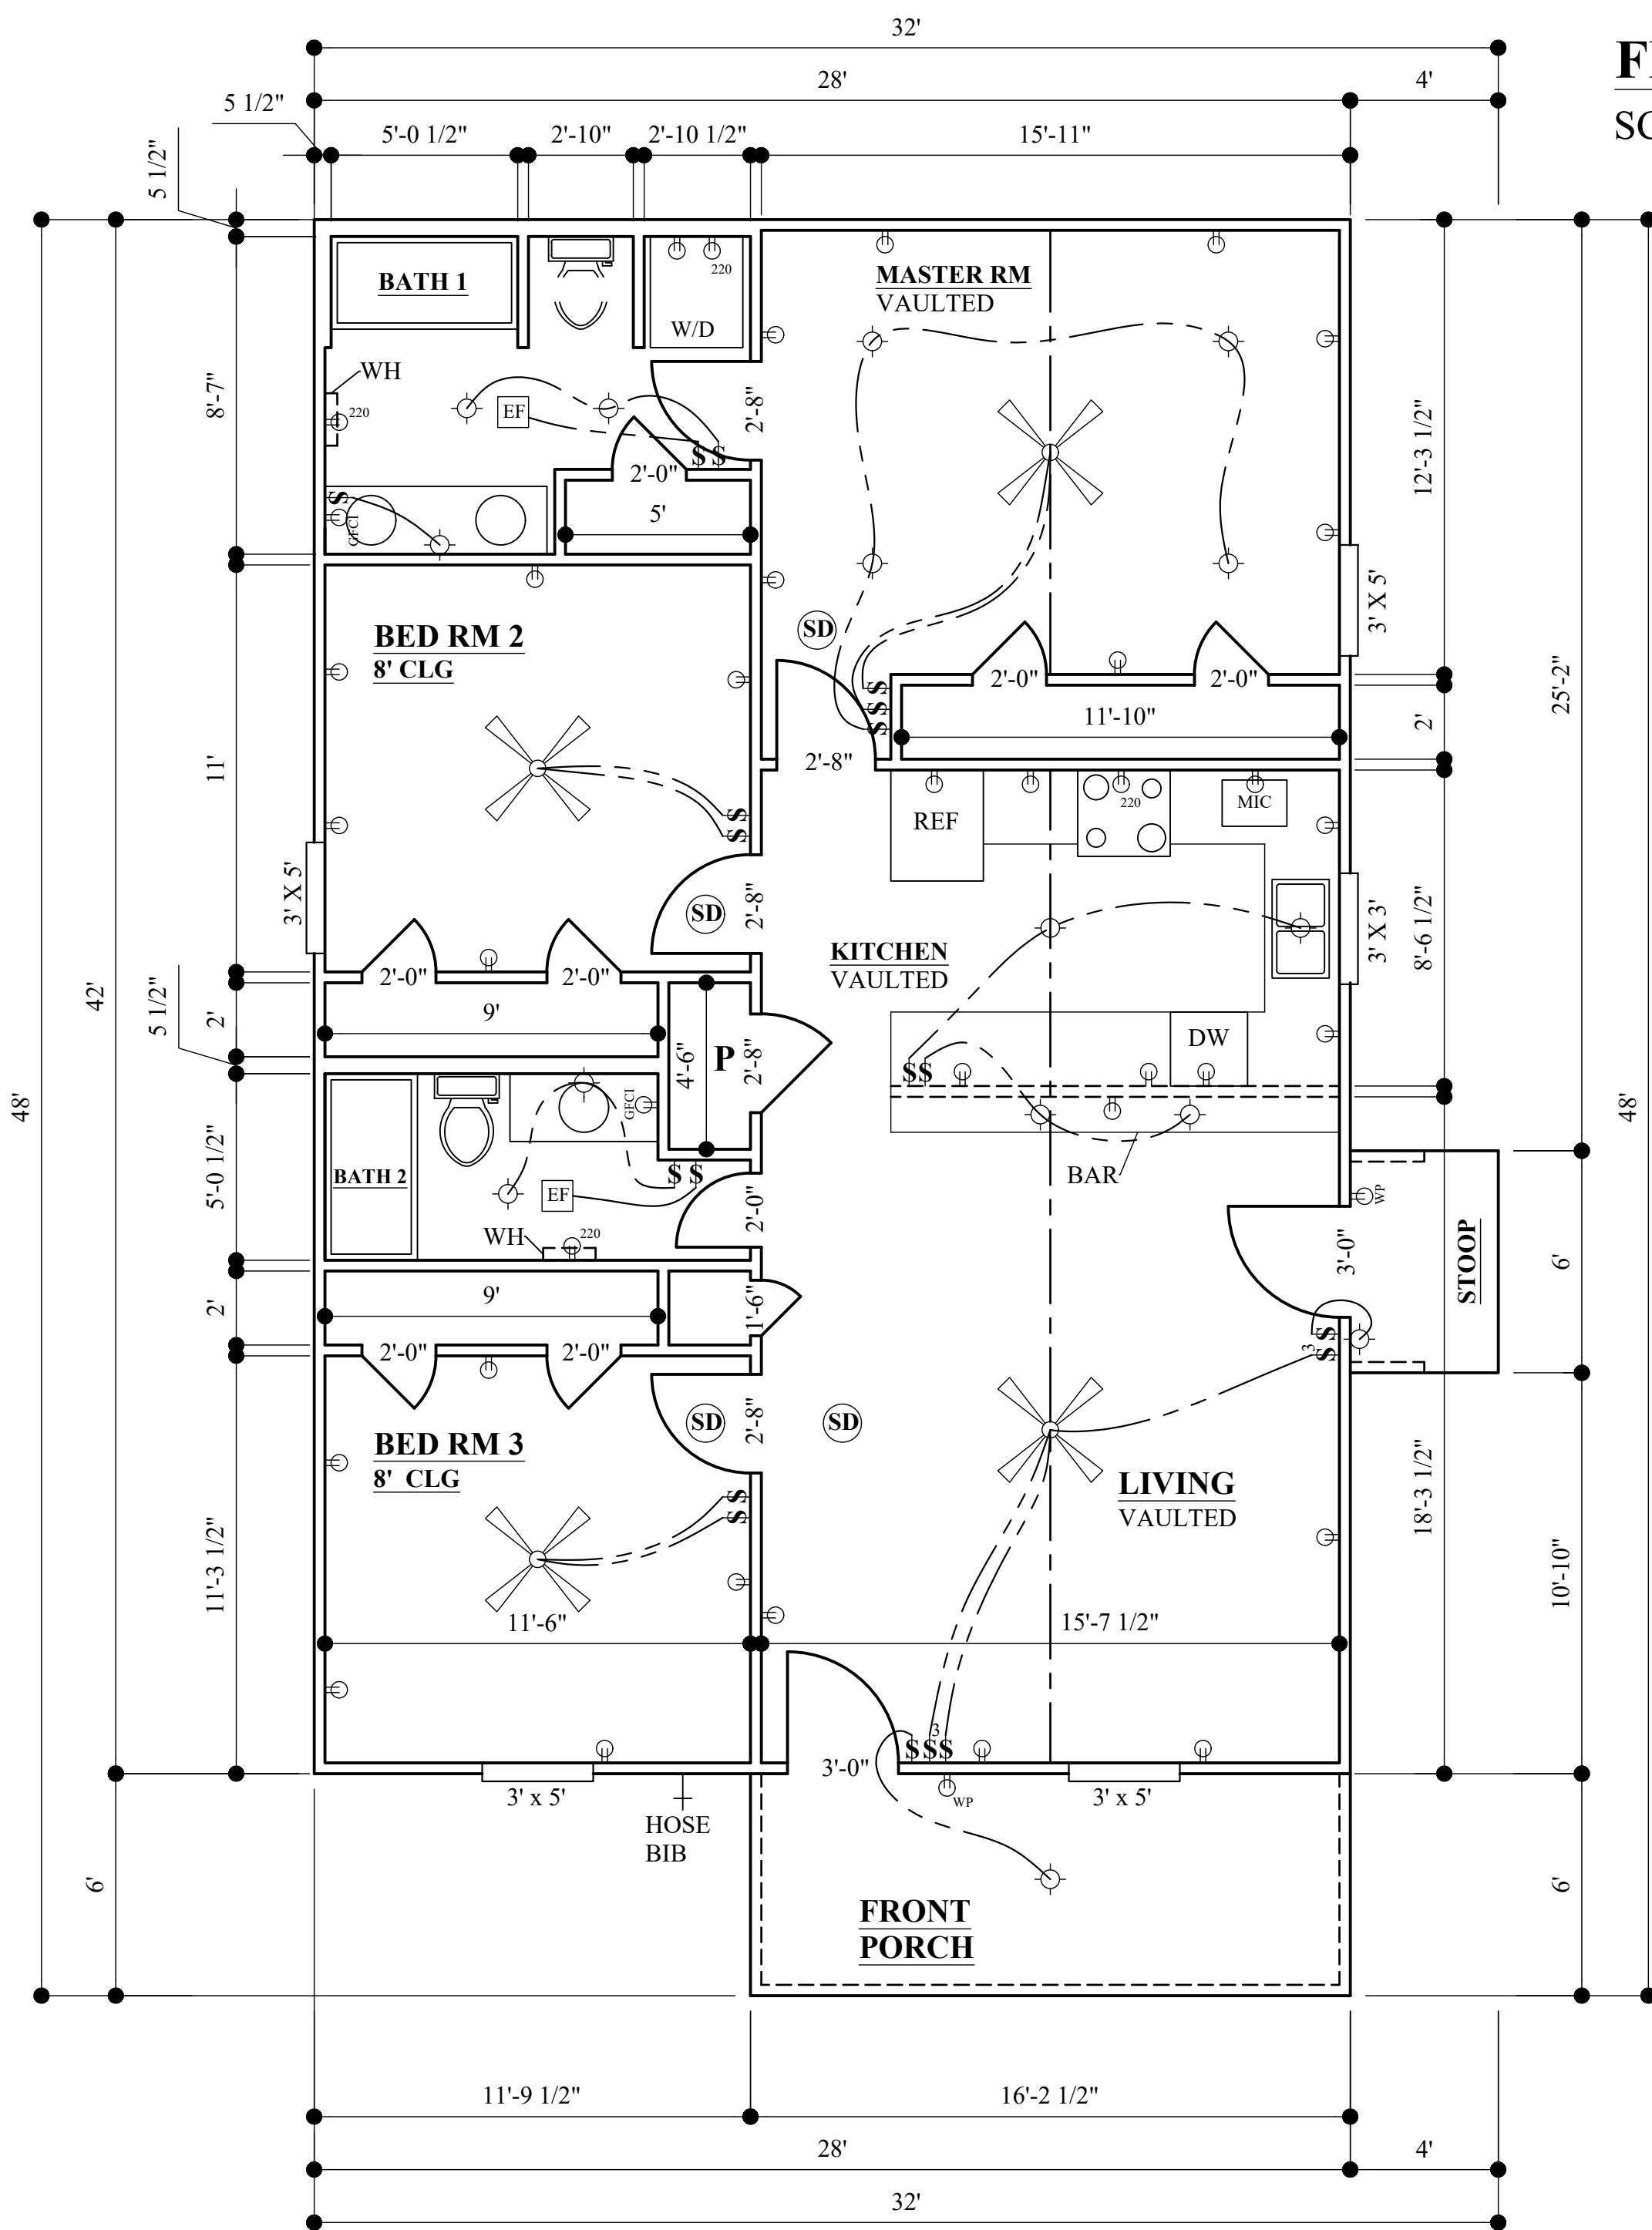 32'
28'
4'
5 1/2"
5'-0 1/2"
2'-10"
2'-10 1/2"
15'-11"
5 1/2"
BATH 1
220
W/D
MASTER RM
VAULTED
WH
220
EF
8'-7"
2'-8"
$ $
2'-0"
12'-3 1/2"
S
GFCI
5'
3' X 5'
BED RM 2
8' CLG
SD
S
S
S
2'-0"
2'-0"
25'-2"
11'-10"
2'
2'-8"
11'
S
S
REF
220
MIC
3' X 5'
SD
2'-8"
KITCHEN
VAULTED
3' X 3'
8'-6 1/2"
2'-0"
2'-0"
42'
5 1/2"
2'
9'
4'-6"
P
2'-8"
DW
$$
48'
48'
GFCI
BATH 2
$ $
EF
BAR
5'-0 1/2"
WH
220
2'-0"
WP
3'-0"
STOOP
6'
2'
9'
1'-6"
2'-0"
2'-0"
S
3
S
BED RM 3
8' CLG
SD
2'-8"
SD
LIVING
VAULTED
S
S
18'-3 1/2"
11'-3 1/2"
10'-10"
11'-6"
15'-7 1/2"
3
$$$
3'-0"
3' x 5'
WP
3' x 5'
HOSE
BIB
6'
6'
FRONT
PORCH
11'-9 1/2"
16'-2 1/2"
28'
4'
32'